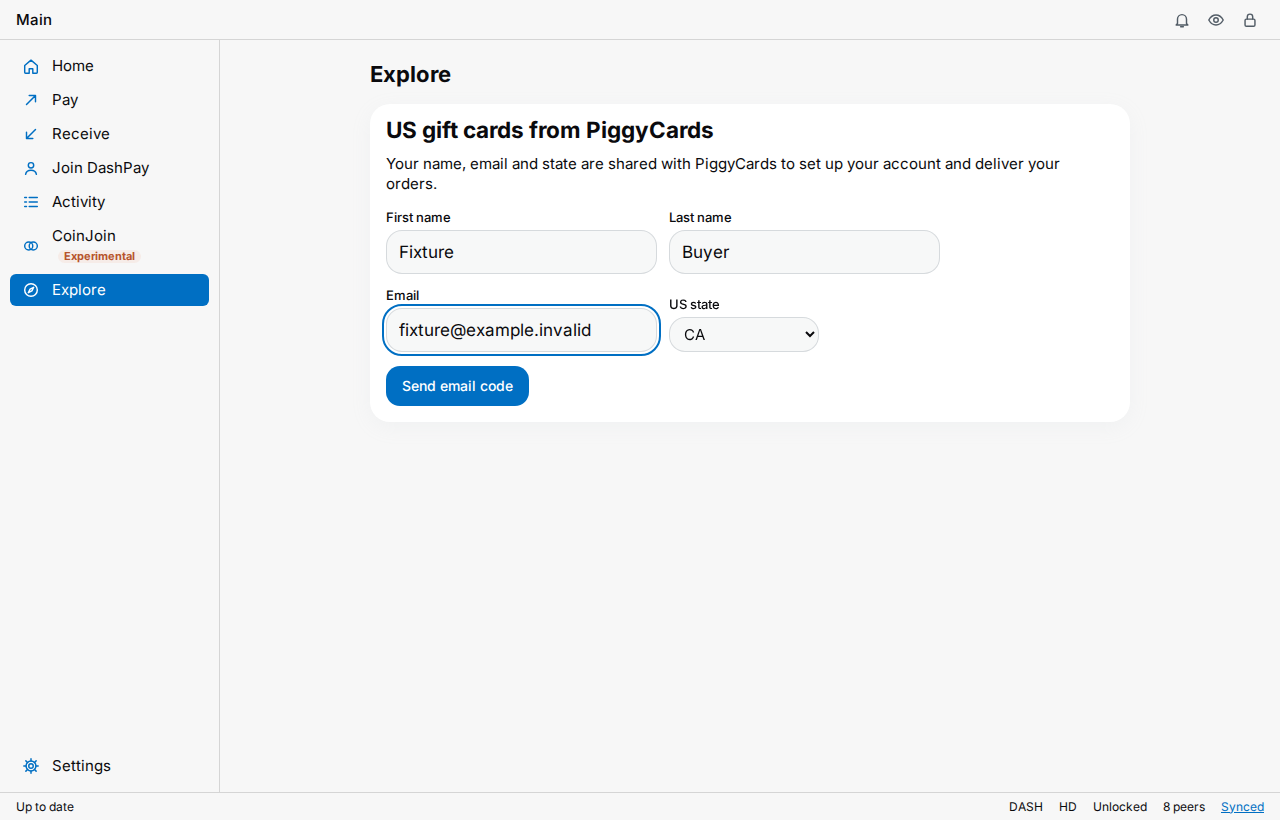 Main
Home
Pay
Receive
Join DashPay
Activity
CoinJoin
Experimental
Explore
Settings
Explore
US gift cards from PiggyCards
Your name, email and state are shared with PiggyCards to set up your account and deliver your
orders.
First name
Last name
Fixture
Buyer
Email
US state
fixture@example.invalid
CA
Send email code
Up to date
DASH
HD
Unlocked
8 peers
Synced